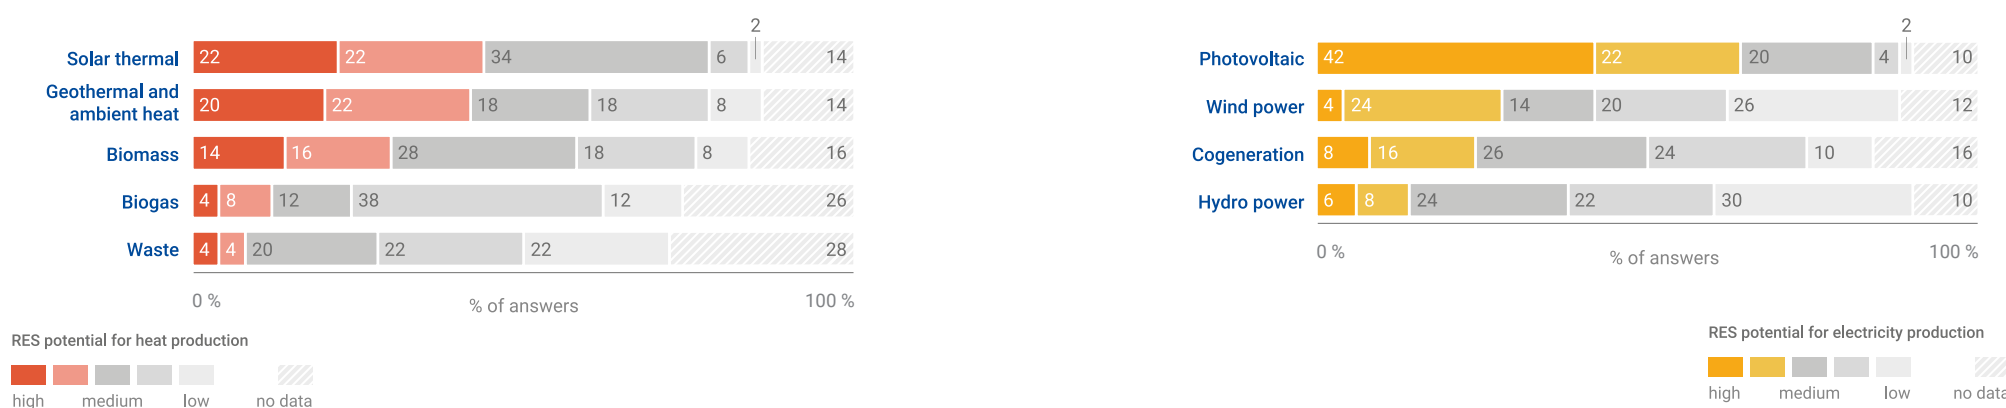 2
Solar thermal 22 22 34 6 14
Geothermal and
ambient heat 20 22 18 18 8 14
Biomass 14 16 28 18 8 16
Biogas 4 8 12 38 12 26
Waste 4 4 20 22 22 28
0 % % of answers 100 %
RES potential for heat production
high medium low no data
2
Photovoltaic 42 22 20 4 10
Wind power 4 24 14 20 26 12
Cogeneration 8 16 26 24 10 16
Hydro power 6 8 24 22 30 10
0 % % of answers 100 %
RES potential for electricity production
high medium low no data